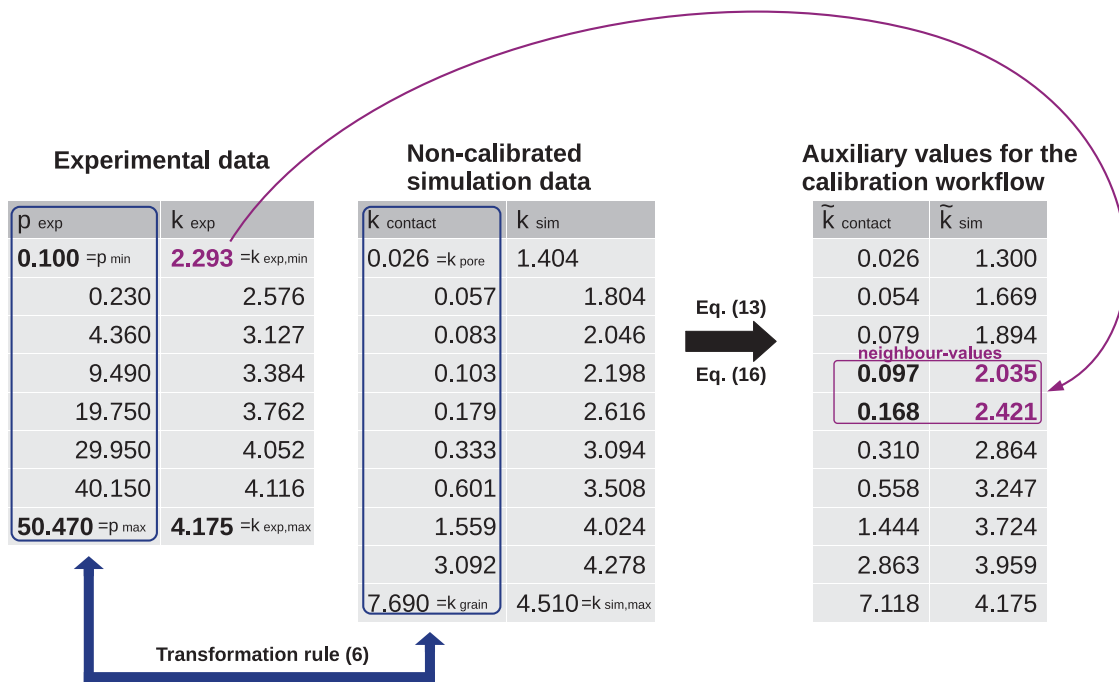 Experimental data
p exp k exp
0.100 =p min 2.293 =k exp,min
0.230 2.576
4.360 3.127
9.490 3.384
19.750 3.762
29.950 4.052
40.150 4.116
50.470 =p max 4.175 =k exp,max
Non-calibrated
simulation data
k contact k sim
0.026 =k pore 1.404
0.057 1.804
0.083 2.046
0.103 2.198
0.179 2.616
0.333 3.094
0.601 3.508
1.559 4.024
3.092 4.278
7.690 =k grain 4.510 =k sim,max
Transformation rule (6)
Eq. (13)
Eq. (16)
Auxiliary values for the
calibration workflow
k̃ contact k̃ sim
0.026 1.300
0.054 1.669
0.079 1.894
neighbour-values
0.097 2.035
0.168 2.421
0.310 2.864
0.558 3.247
1.444 3.724
2.863 3.959
7.118 4.175